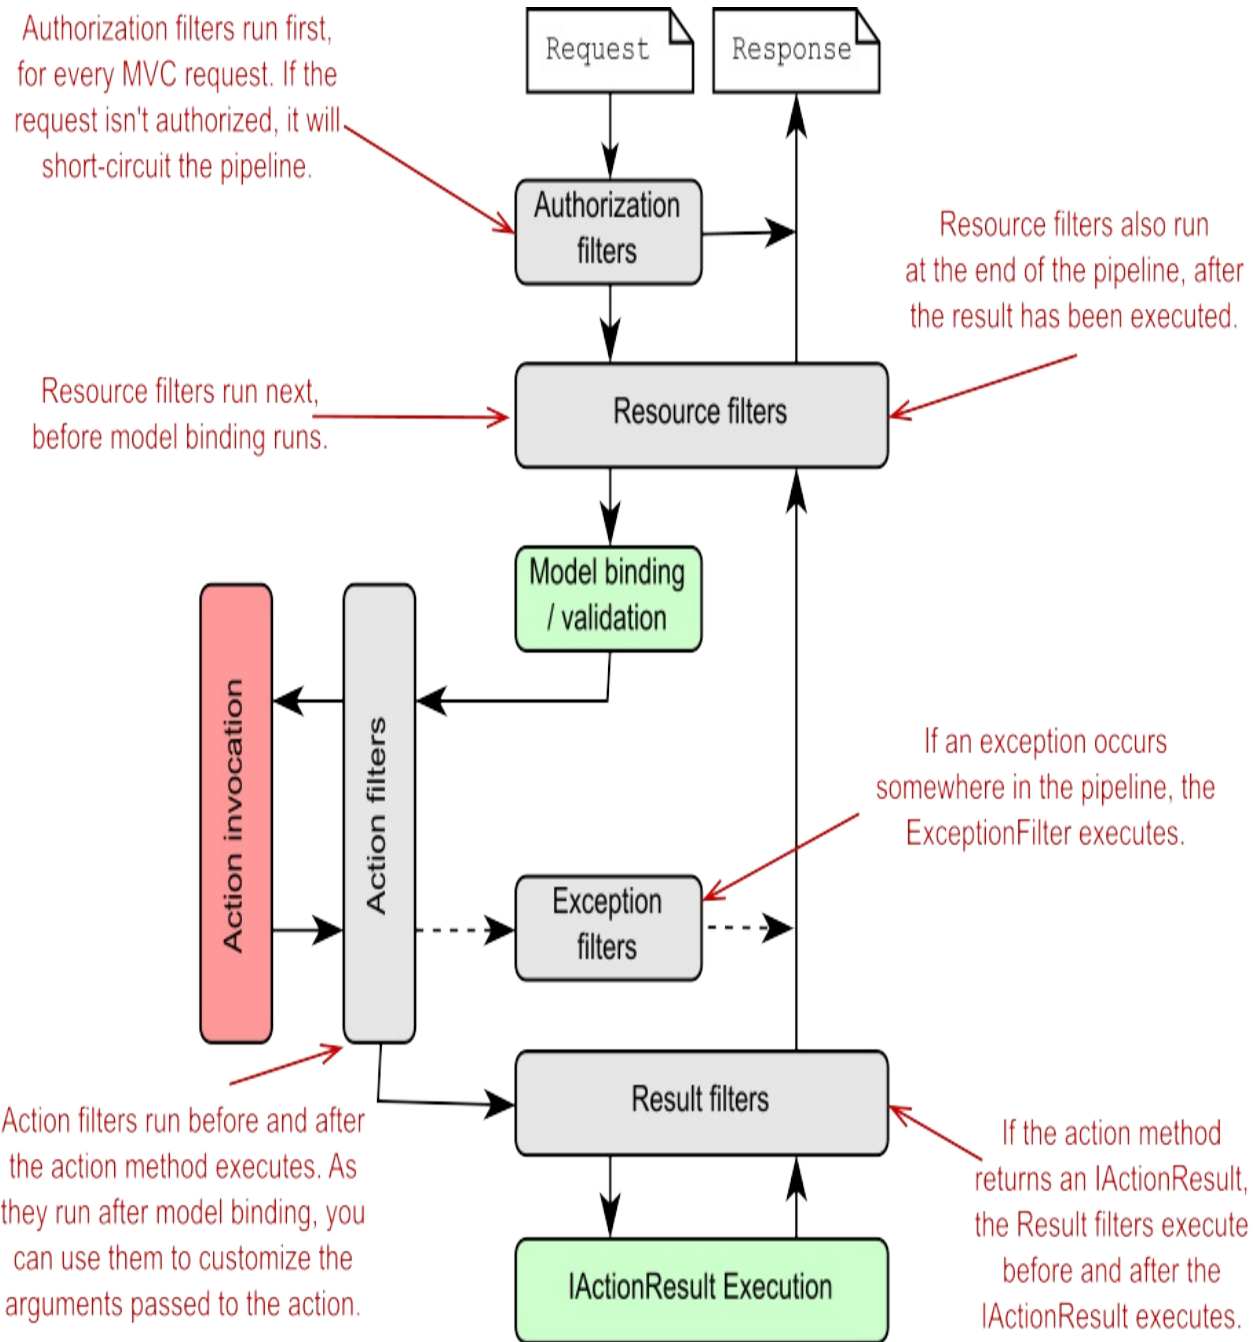 Authorization filters run first,
for every MVC request. If the
request isn't authorized, it will
short-circuit the pipeline.
Request
Response
Authorization
filters
Resource filters also run
at the end of the pipeline, after
the result has been executed.
Resource filters run next,
before model binding runs.
Resource filters
Model binding
/ validation
Action invocation
Action filters
If an exception occurs
somewhere in the pipeline, the
ExceptionFilter executes.
Exception
filters
Action filters run before and after
the action method executes. As
they run after model binding, you
can use them to customize the
arguments passed to the action.
Result filters
If the action method
returns an IActionResult,
the Result filters execute
before and after the
IActionResult executes.
IActionResult Execution